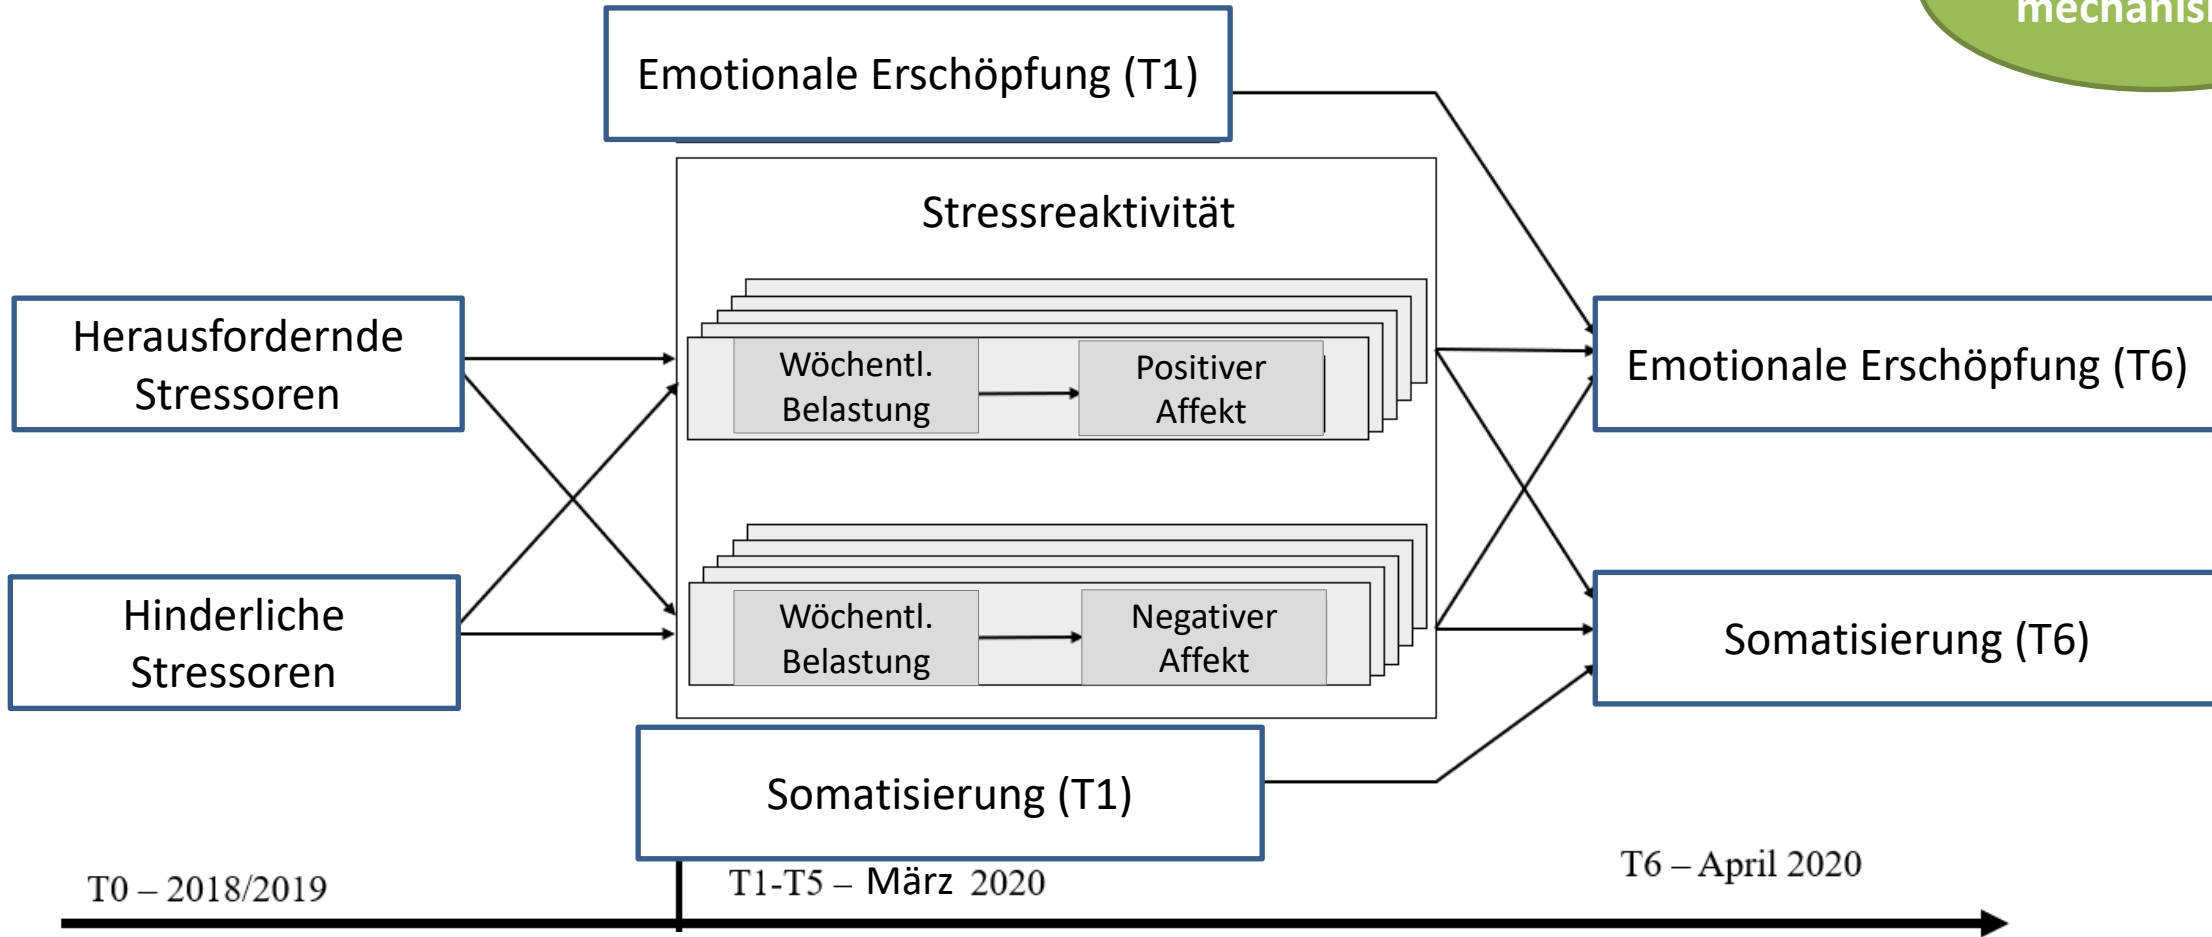 Emotionale Erschöpfung (T1)
Stressreaktivität
Herausfordernde
Stressoren
Wöchentl.
Belastung
Positiver
Affekt
Emotionale Erschöpfung (T6)
Hinderliche
Stressoren
Wöchentl.
Belastung
Negativer
Affekt
Somatisierung (T6)
Somatisierung (T1)
T0 – 2018/2019
T1-T5 – März 2020
T6 – April 2020